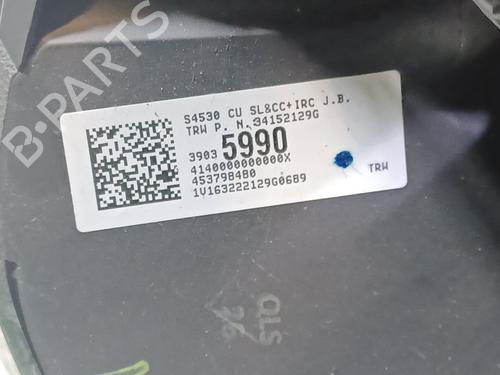 B-PARTS
S4530 CU SL&CC+IRC J.B.
TRW P. N. 34152129G
3903 5990
4140000000000X
453798480
1V163222129G06B9
TRW